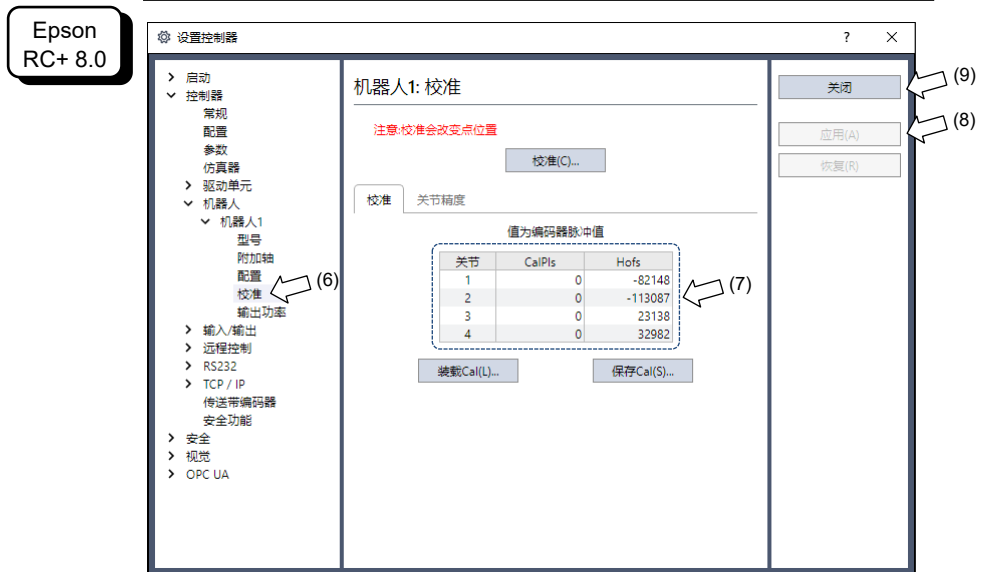 Epson
RC+ 8.0
设置控制器
?
启动
控制器
常规
配置
参数
仿真器
驱动单元
机器人
机器人1
型号
附加轴
配置
校准
(6)
输出功率
输入/输出
远程控制
RS232
TCP / IP
传送带编码器
安全功能
安全
视觉
OPC UA
机器人1: 校准
注意:校准会改变点位置
校准(C)...
校准 关节精度
值为编码器脉冲值
关节 CalPls Hofs
1 0 -82148
2 0 -113087
3 0 23138
4 0 32982
(7)
装载Cal(L)... 保存Cal(S)...
关闭
(9)
应用(A)
(8)
恢复(R)